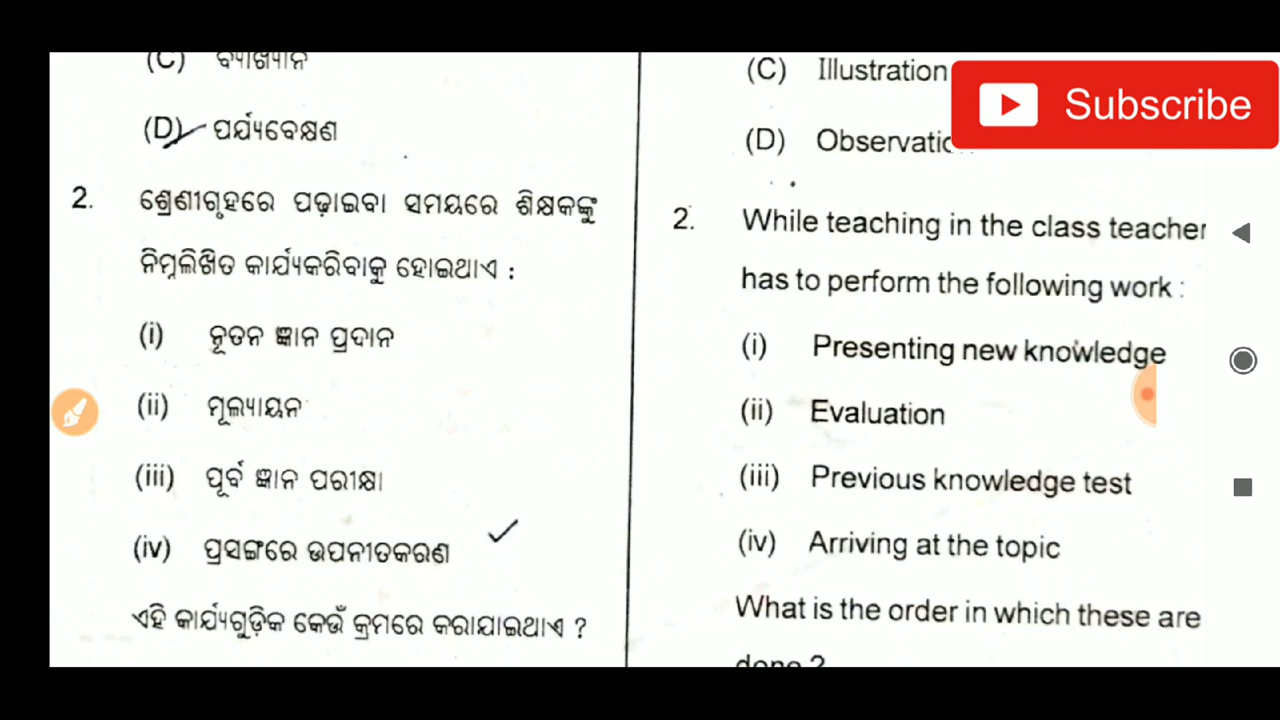 (C) ବ୍ୟାଖ୍ୟାନ
(D) ପର୍ଯ୍ୟବେକ୍ଷଣ
2. ଶ୍ରେଣୀଗୃହରେ ପଢ଼ାଇବା ସମୟରେ ଶିକ୍ଷକଙ୍କୁ
ନିମ୍ନଲିଖିତ କାର୍ଯ୍ୟକରିବାକୁ ହୋଇଥାଏ :
(i) ନୂତନ ଜ୍ଞାନ ପ୍ରଦାନ
(ii) ମୂଲ୍ୟାୟନ
(iii) ପୂର୍ବ ଜ୍ଞାନ ପରୀକ୍ଷା
(iv) ପ୍ରସଙ୍ଗରେ ଉପନୀତକରଣ
ଏହି କାର୍ଯ୍ୟଗୁଡ଼ିକ କେଉଁ କ୍ରମରେ କରାଯାଇଥାଏ ?
(C) Illustration
(D) Observatio
2. While teaching in the class teacher
has to perform the following work :
(i) Presenting new knowledge
(ii) Evaluation
(iii) Previous knowledge test
(iv) Arriving at the topic
What is the order in which these are
done ?
Subscribe